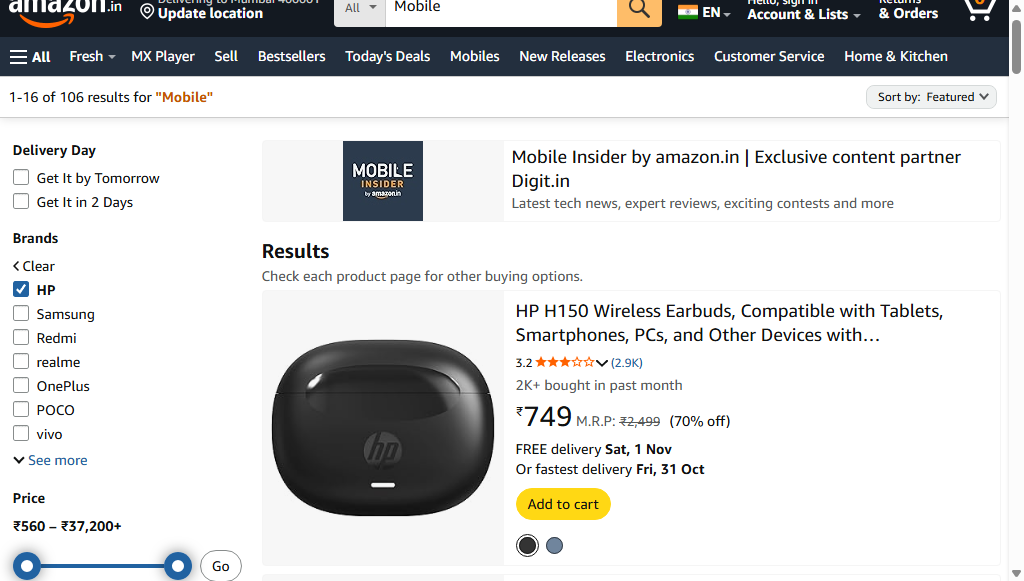 amazon.in
Delivering to Mumbai 400001
Update location
All
Mobile
EN
Hello, sign in
Account & Lists
Returns
& Orders
0
All
Fresh
MX Player
Sell
Bestsellers
Today's Deals
Mobiles
New Releases
Electronics
Customer Service
Home & Kitchen
1-16 of 106 results for "Mobile"
Sort by: Featured
Delivery Day
Get It by Tomorrow
Get It in 2 Days
Brands
Clear
HP
Samsung
Redmi
realme
OnePlus
POCO
vivo
See more
Price
₹560 – ₹37,200+
Go
MOBILE
INSIDER
by amazon.in
Mobile Insider by amazon.in | Exclusive content partner
Digit.in
Latest tech news, expert reviews, exciting contests and more
Results
Check each product page for other buying options.
hp
HP H150 Wireless Earbuds, Compatible with Tablets,
Smartphones, PCs, and Other Devices with…
3.2 (2.9K)
2K+ bought in past month
₹749 M.R.P: ₹2,499 (70% off)
FREE delivery Sat, 1 Nov
Or fastest delivery Fri, 31 Oct
Add to cart